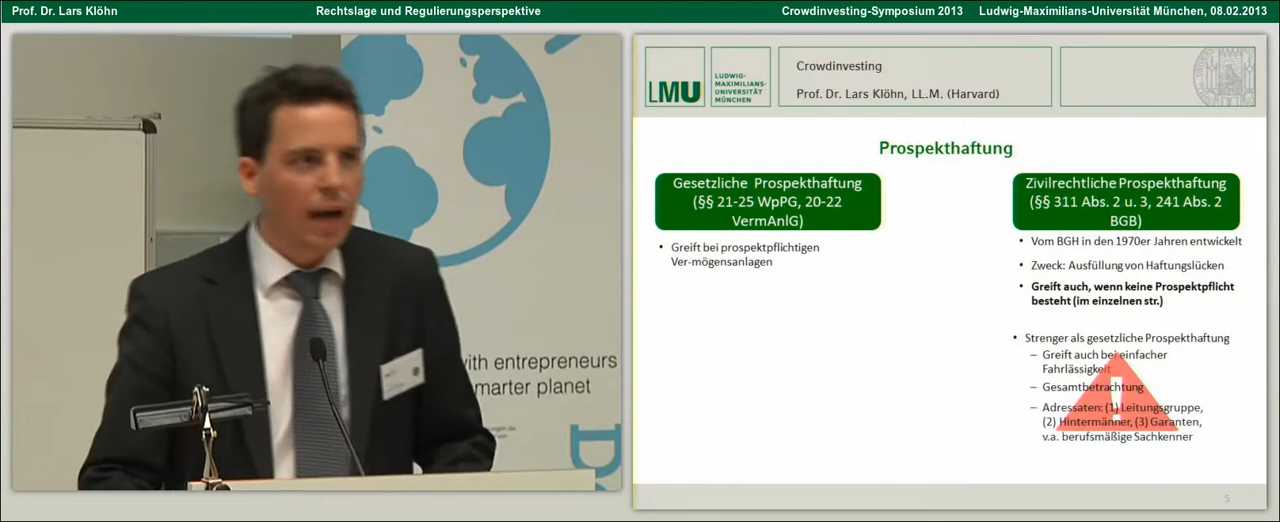 Prof. Dr. Lars Klöhn
Rechtslage und Regulierungsperspektive
Crowdinvesting-Symposium 2013
Ludwig-Maximilians-Universität München, 08.02.2013
ith entrepreneurs
marter planet
LMU
LUDWIG-
MAXIMILIANS-
UNIVERSITÄT
MÜNCHEN
Crowdinvesting
Prof. Dr. Lars Klöhn, LL.M. (Harvard)
Prospekthaftung
Gesetzliche Prospekthaftung
(§§ 21-25 WpPG, 20-22
VermAnlG)
• Greift bei prospektpflichtigen
Ver-mögensanlagen
Zivilrechtliche Prospekthaftung
(§§ 311 Abs. 2 u. 3, 241 Abs. 2
BGB)
• Vom BGH in den 1970er Jahren entwickelt
• Zweck: Ausfüllung von Haftungslücken
• Greift auch, wenn keine Prospektpflicht
besteht (im einzelnen str.)
• Strenger als gesetzliche Prospekthaftung
– Greift auch bei einfacher
Fahrlässigkeit
– Gesamtbetrachtung
– Adressaten: (1) Leitungsgruppe,
(2) Hintermänner, (3) Garanten,
v.a. berufsmäßige Sachkenner
!
5